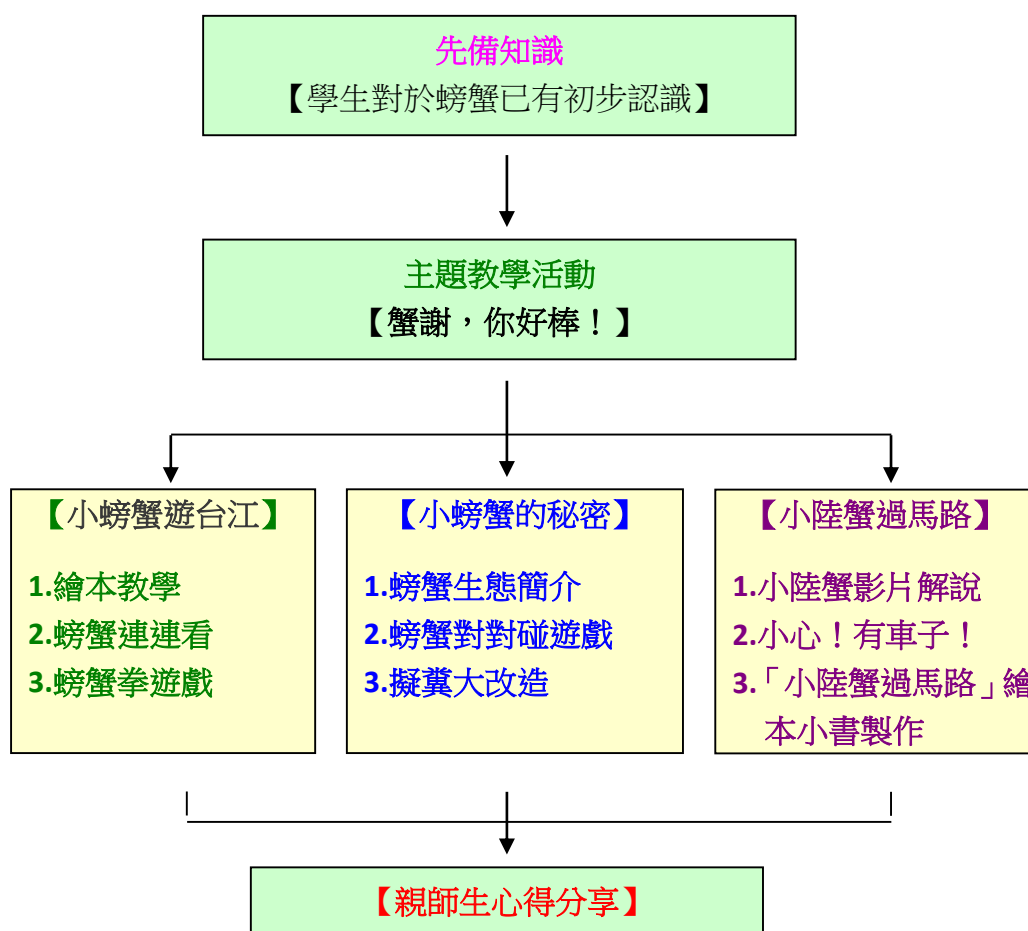 先備知識
【學生對於螃蟹已有初步認識】
主題教學活動
【蟹謝，你好棒！】
【小螃蟹遊台江】
1.繪本教學
2.螃蟹連連看
3.螃蟹拳遊戲
【小螃蟹的秘密】
1.螃蟹生態簡介
2.螃蟹對對碰遊戲
3.擬糞大改造
【小陸蟹過馬路】
1.小陸蟹影片解說
2.小心！有車子！
3.「小陸蟹過馬路」繪
本小書製作
【親師生心得分享】